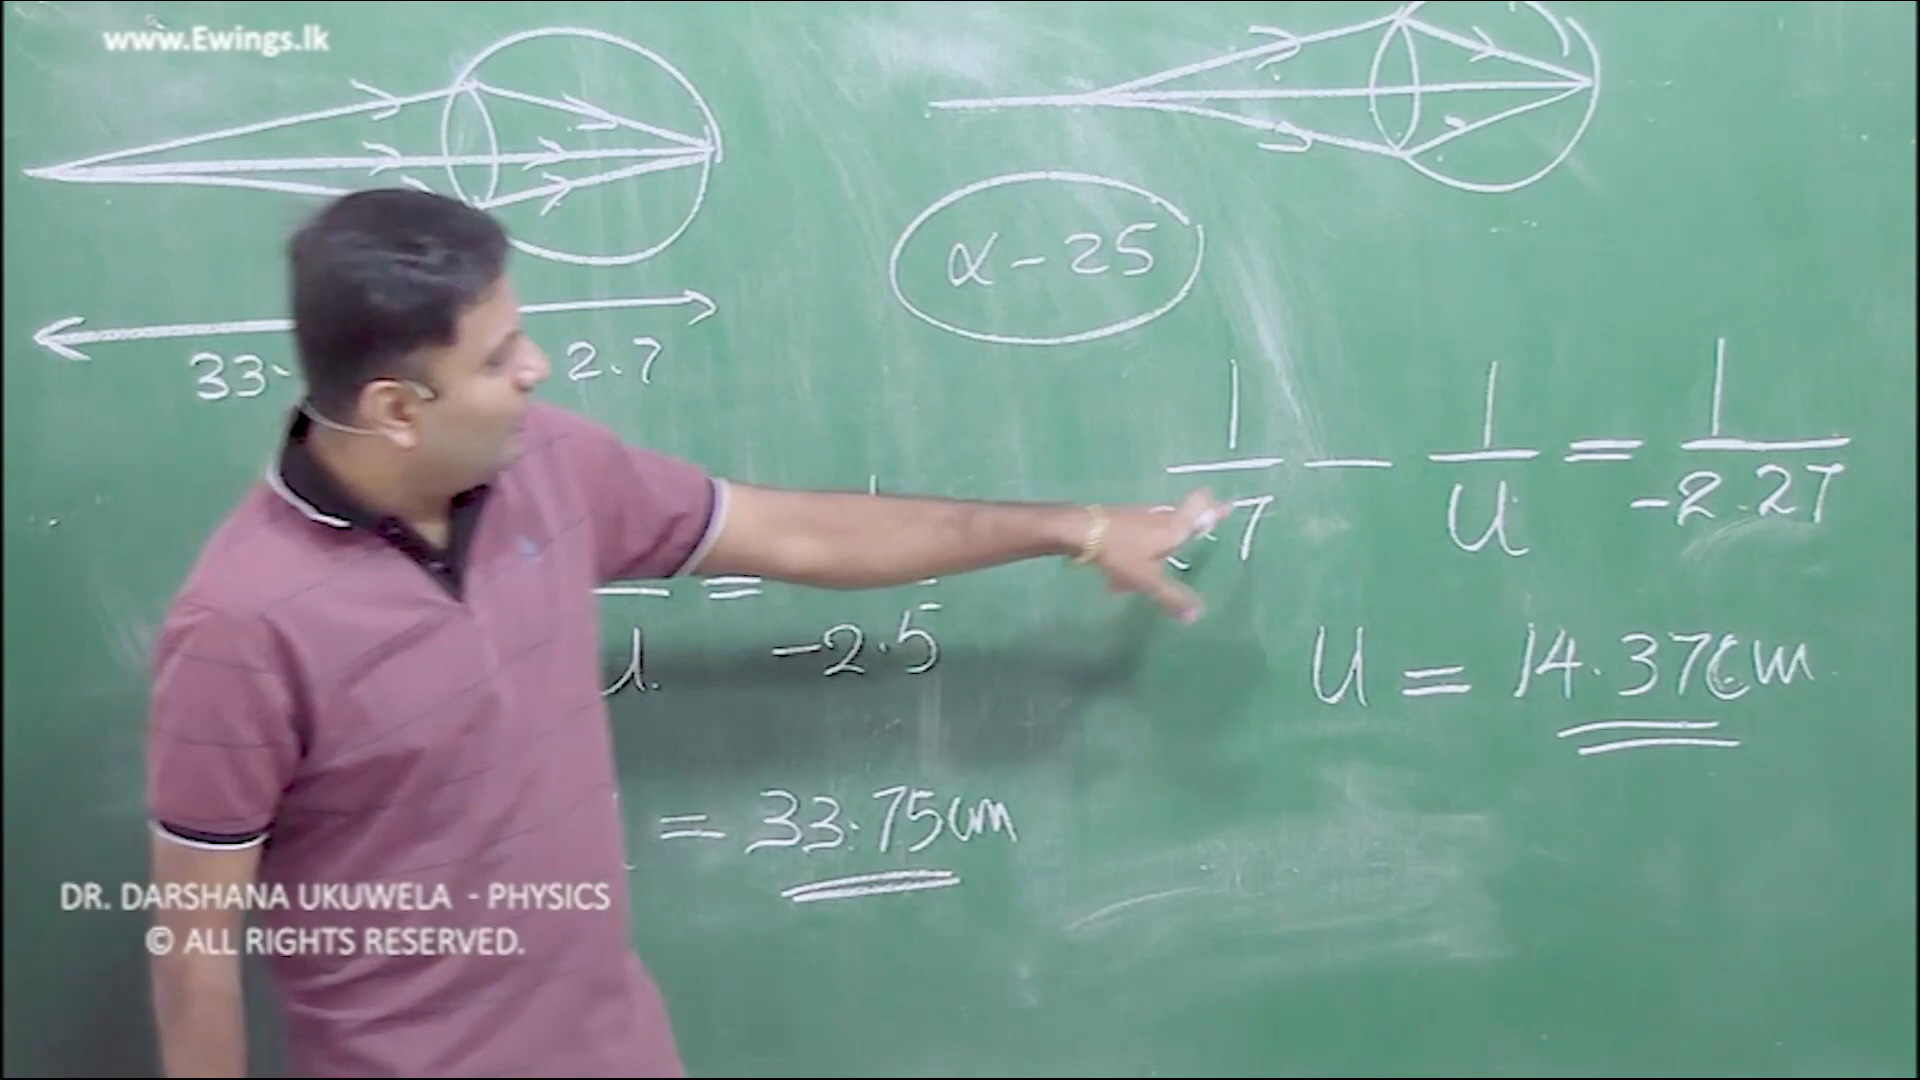 www.Ewings.lk
33. 2.7
α - 25
1 — 1 = 1
7 u -2.27
= -2.5
u.
u = 14.37cm
= 33.75cm
DR. DARSHANA UKUWELA - PHYSICS
© ALL RIGHTS RESERVED.